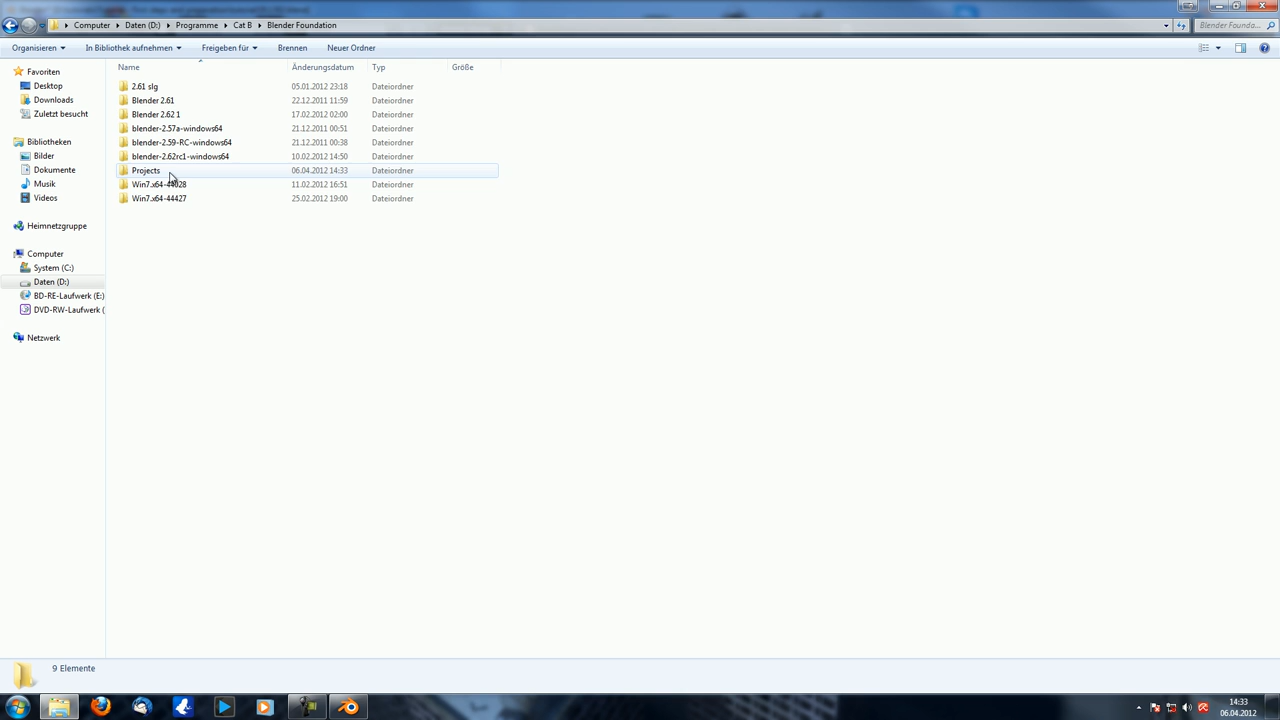 Computer Daten (D:) Programme Cat B Blender Foundation Blender Founda...
Organisieren In Bibliothek aufnehmen Freigeben für Brennen Neuer Ordner
Name Änderungsdatum Typ Größe
Favoriten
Desktop
Downloads
Zuletzt besucht
Bibliotheken
Bilder
Dokumente
Musik
Videos
Heimnetzgruppe
Computer
System (C:)
Daten (D:)
BD-RE-Laufwerk (E:)
DVD-RW-Laufwerk (
Netzwerk
2.61 slg 05.01.2012 23:18 Dateiordner
Blender 2.61 22.12.2011 11:59 Dateiordner
Blender 2.62 1 17.02.2012 02:00 Dateiordner
blender-2.57a-windows64 21.12.2011 00:51 Dateiordner
blender-2.59-RC-windows64 21.12.2011 00:38 Dateiordner
blender-2.62rc1-windows64 10.02.2012 14:50 Dateiordner
Projects 06.04.2012 14:33 Dateiordner
Win7.x64-44028 11.02.2012 16:51 Dateiordner
Win7.x64-44427 25.02.2012 19:00 Dateiordner
9 Elemente
14:33
06.04.2012